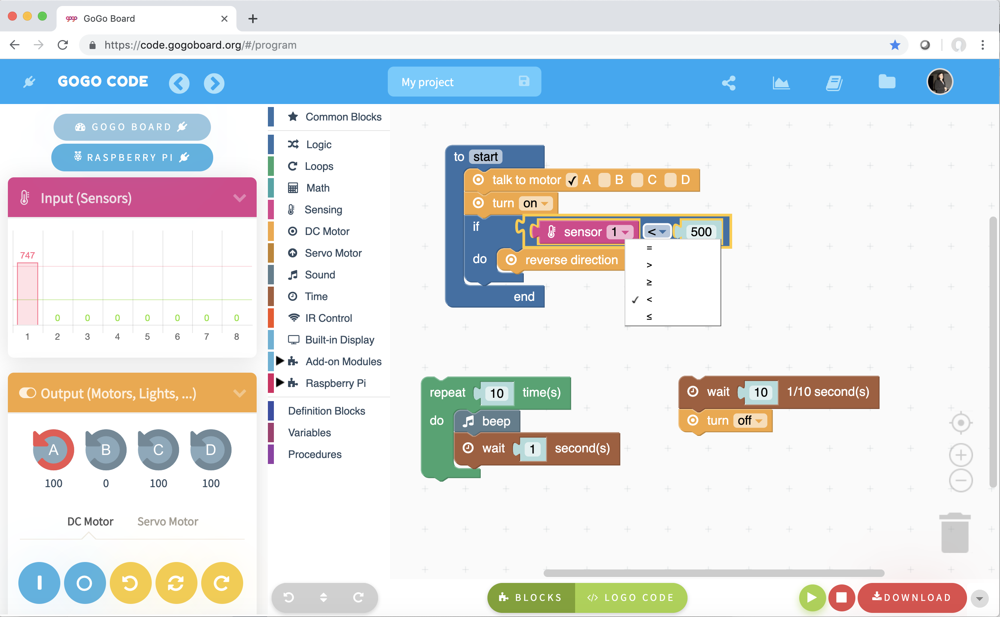 gogo GoGo Board
https://code.gogoboard.org/#/program
GOGO CODE
My project
GOGO BOARD
RASPBERRY PI
Input (Sensors)
747
0 0 0 0 0 0 0
1 2 3 4 5 6 7 8
Output (Motors, Lights, ...)
A B C D
100 0 100 100
DC Motor Servo Motor
Common Blocks
Logic
Loops
Math
Sensing
DC Motor
Servo Motor
Sound
Time
IR Control
Built-in Display
Add-on Modules
Raspberry Pi
Definition Blocks
Variables
Procedures
to start
talk to motor ✓ A B C D
turn on
if sensor 1 < 500
do reverse direction
end
=
>
≥
✓ <
≤
repeat 10 time(s)
do beep
wait 1 second(s)
wait 10 1/10 second(s)
turn off
BLOCKS </> LOGO CODE
DOWNLOAD